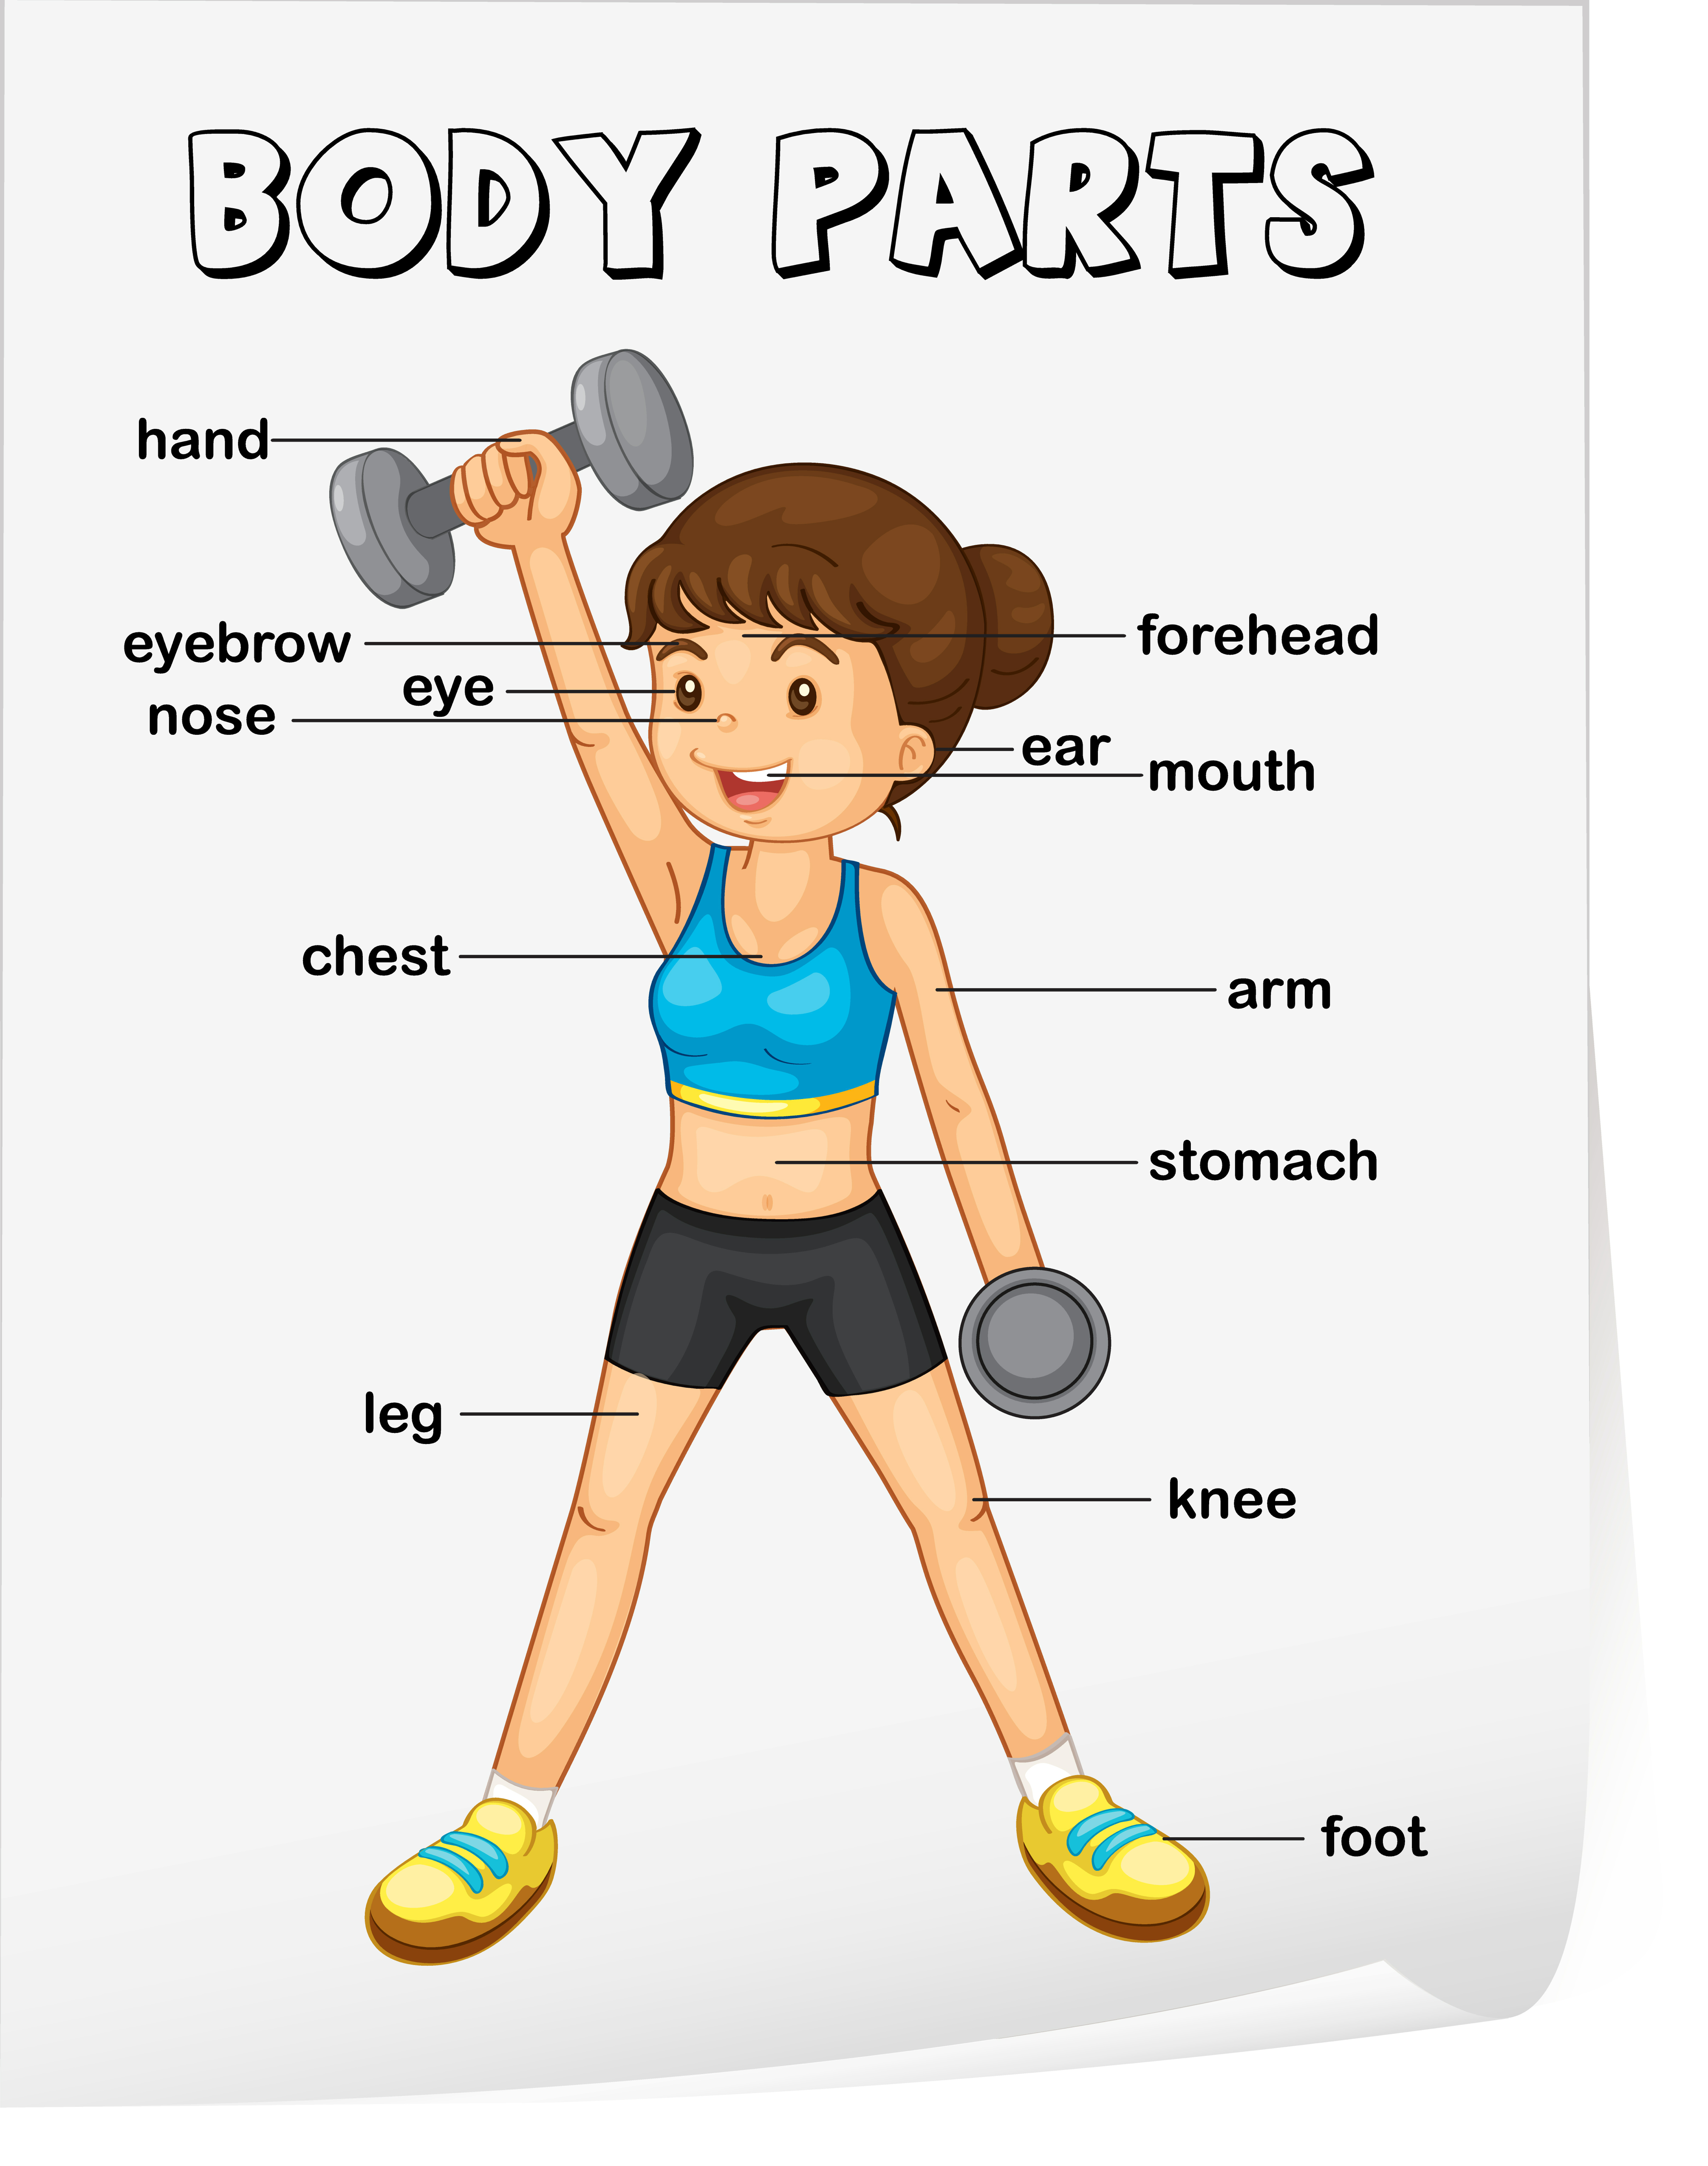 BODY PARTS
hand
eyebrow
forehead
eye
nose
ear
mouth
chest
arm
stomach
leg
knee
foot